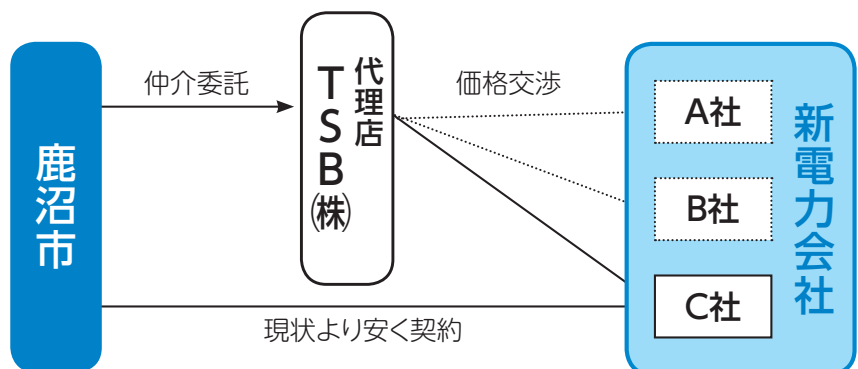 鹿沼市
仲介委託
代理店
TSB㈱
価格交渉
A社
B社
C社
新電力会社
現状より安く契約